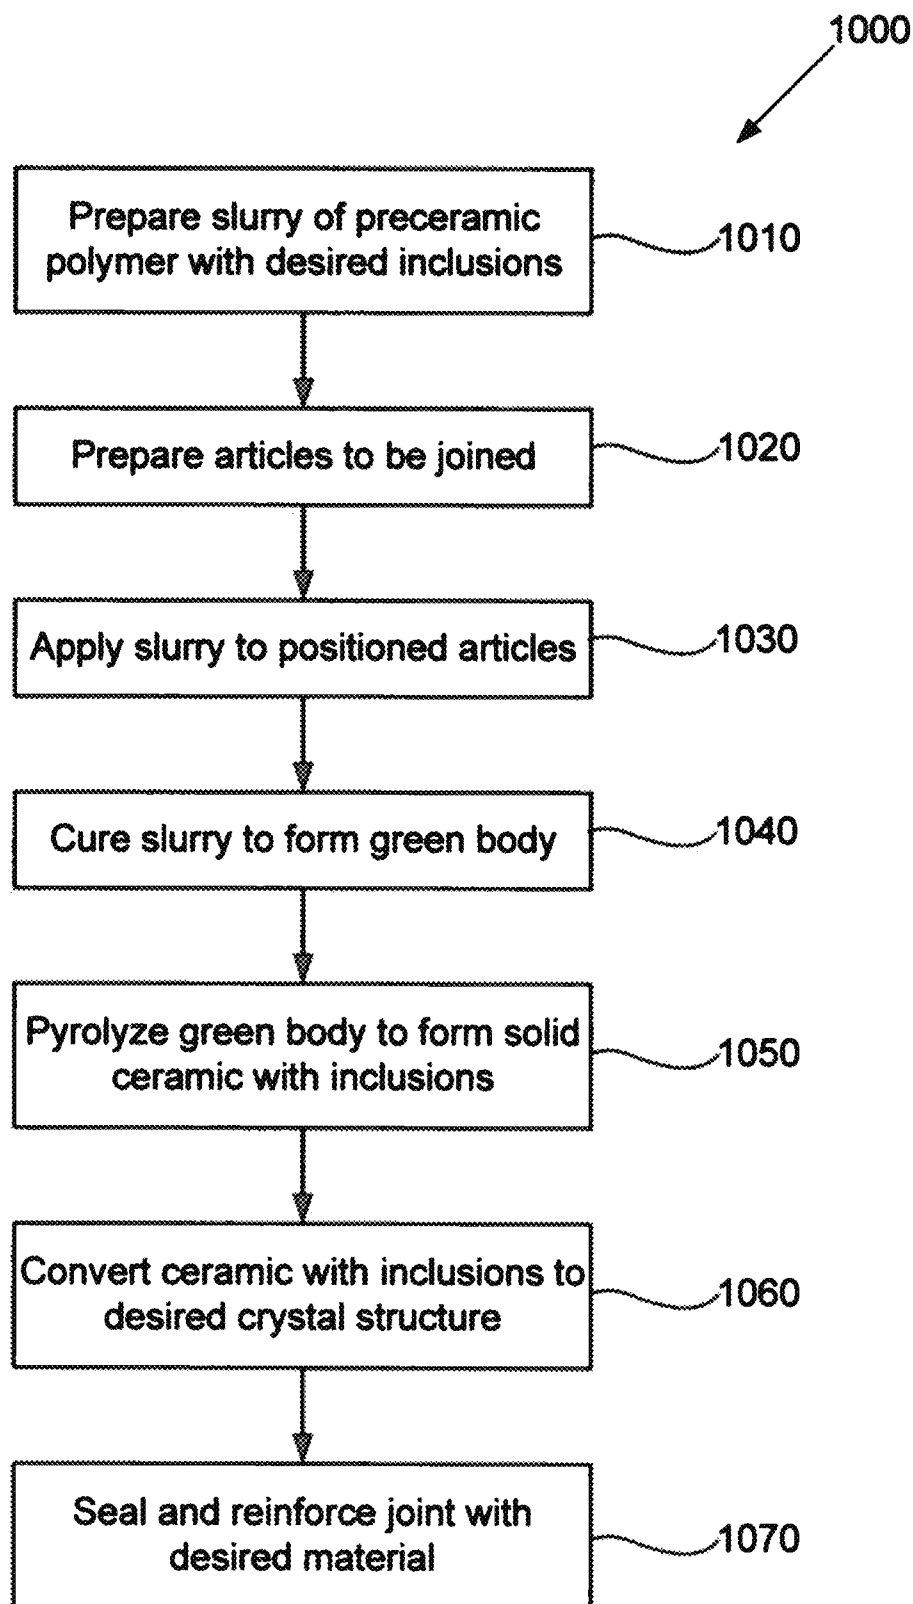 1000
Prepare slurry of preceramic
polymer with desired inclusions
1010
Prepare articles to be joined
1020
Apply slurry to positioned articles
1030
Cure slurry to form green body
1040
Pyrolyze green body to form solid
ceramic with inclusions
1050
Convert ceramic with inclusions to
desired crystal structure
1060
Seal and reinforce joint with
desired material
1070